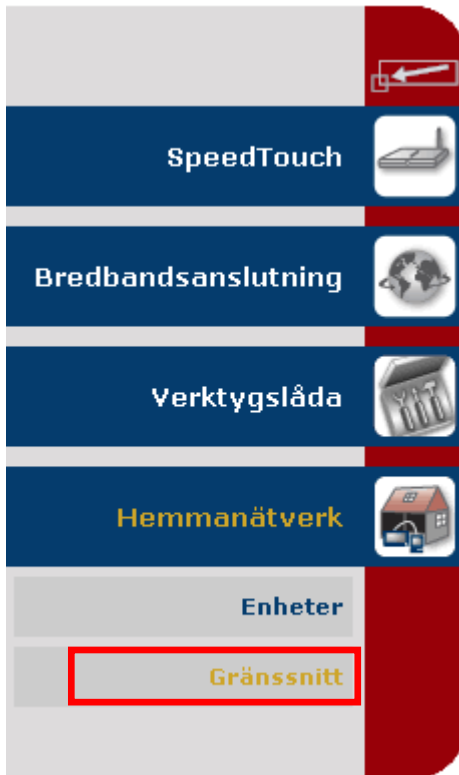 SpeedTouch
Bredbandsanslutning
Verktygslåda
Hemmanätverk
Enheter
Gränssnitt